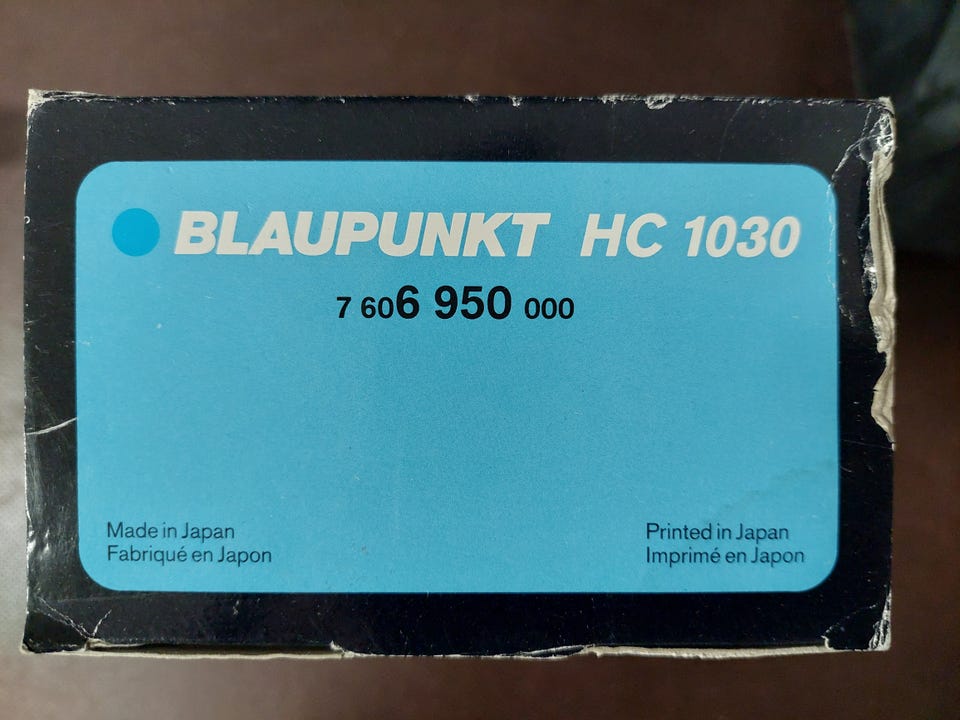 BLAUPUNKT HC 1030
7 606 950 000
Made in Japan
Fabriqué en Japon
Printed in Japan
Imprimé en Japon